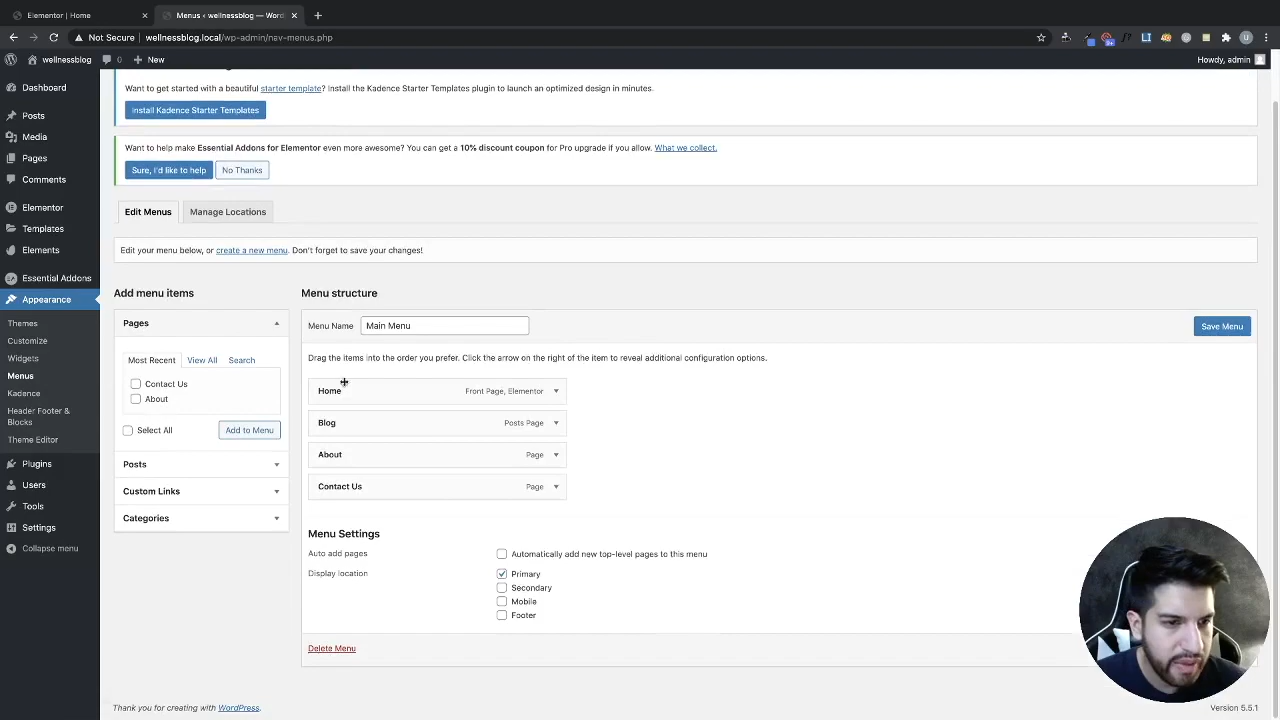 Elementor | Home
Menus ‹ wellnessblog — Word
Not Secure | wellnessblog.local/wp-admin/nav-menus.php
wellnessblog 0 New Howdy, admin
Dashboard
Posts
Media
Pages
Comments
Elementor
Templates
Elements
Essential Addons
Appearance
Themes
Customize
Widgets
Menus
Kadence
Header Footer &
Blocks
Theme Editor
Plugins
Users
Tools
Settings
Collapse menu
Want to get started with a beautiful starter template? Install the Kadence Starter Templates plugin to launch an optimized design in minutes.
Install Kadence Starter Templates
Want to help make Essential Addons for Elementor even more awesome? You can get a 10% discount coupon for Pro upgrade if you allow. What we collect.
Sure, I'd like to help No Thanks
Edit Menus Manage Locations
Edit your menu below, or create a new menu. Don't forget to save your changes!
Add menu items
Pages
Most Recent View All Search
Contact Us
About
Select All Add to Menu
Posts
Custom Links
Categories
Menu structure
Menu Name Main Menu Save Menu
Drag the items into the order you prefer. Click the arrow on the right of the item to reveal additional configuration options.
Home Front Page, Elementor
Blog Posts Page
About Page
Contact Us Page
Menu Settings
Auto add pages Automatically add new top-level pages to this menu
Display location Primary
Secondary
Mobile
Footer
Delete Menu
Thank you for creating with WordPress. Version 5.5.1